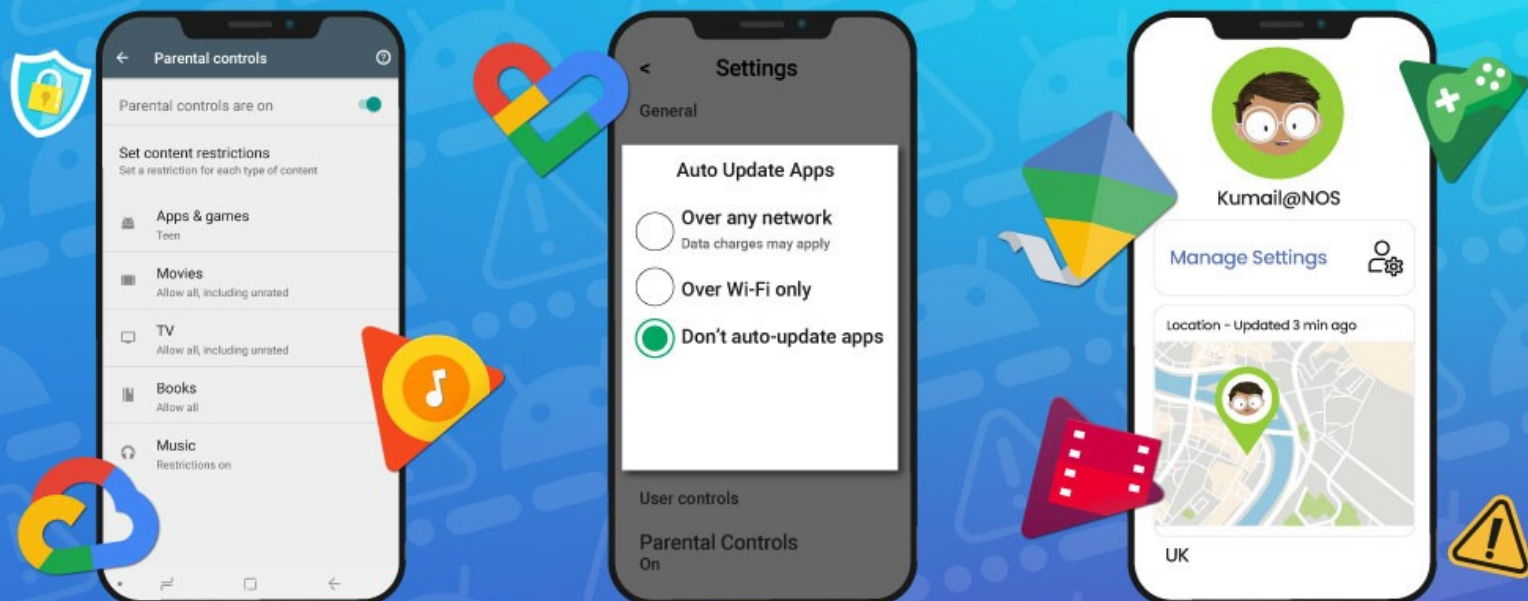 Parental controls
Parental controls are on
Set content restrictions
Set a restriction for each type of content
Apps & games
Teen
Movies
Allow all, including unrated
TV
Allow all, including unrated
Books
Allow all
Music
Restrictions on
Settings
General
Auto Update Apps
Over any network
Data charges may apply
Over Wi-Fi only
Don't auto-update apps
User controls
Parental Controls
On
Kumail@NOS
Manage Settings
Location - Updated 3 min ago
UK